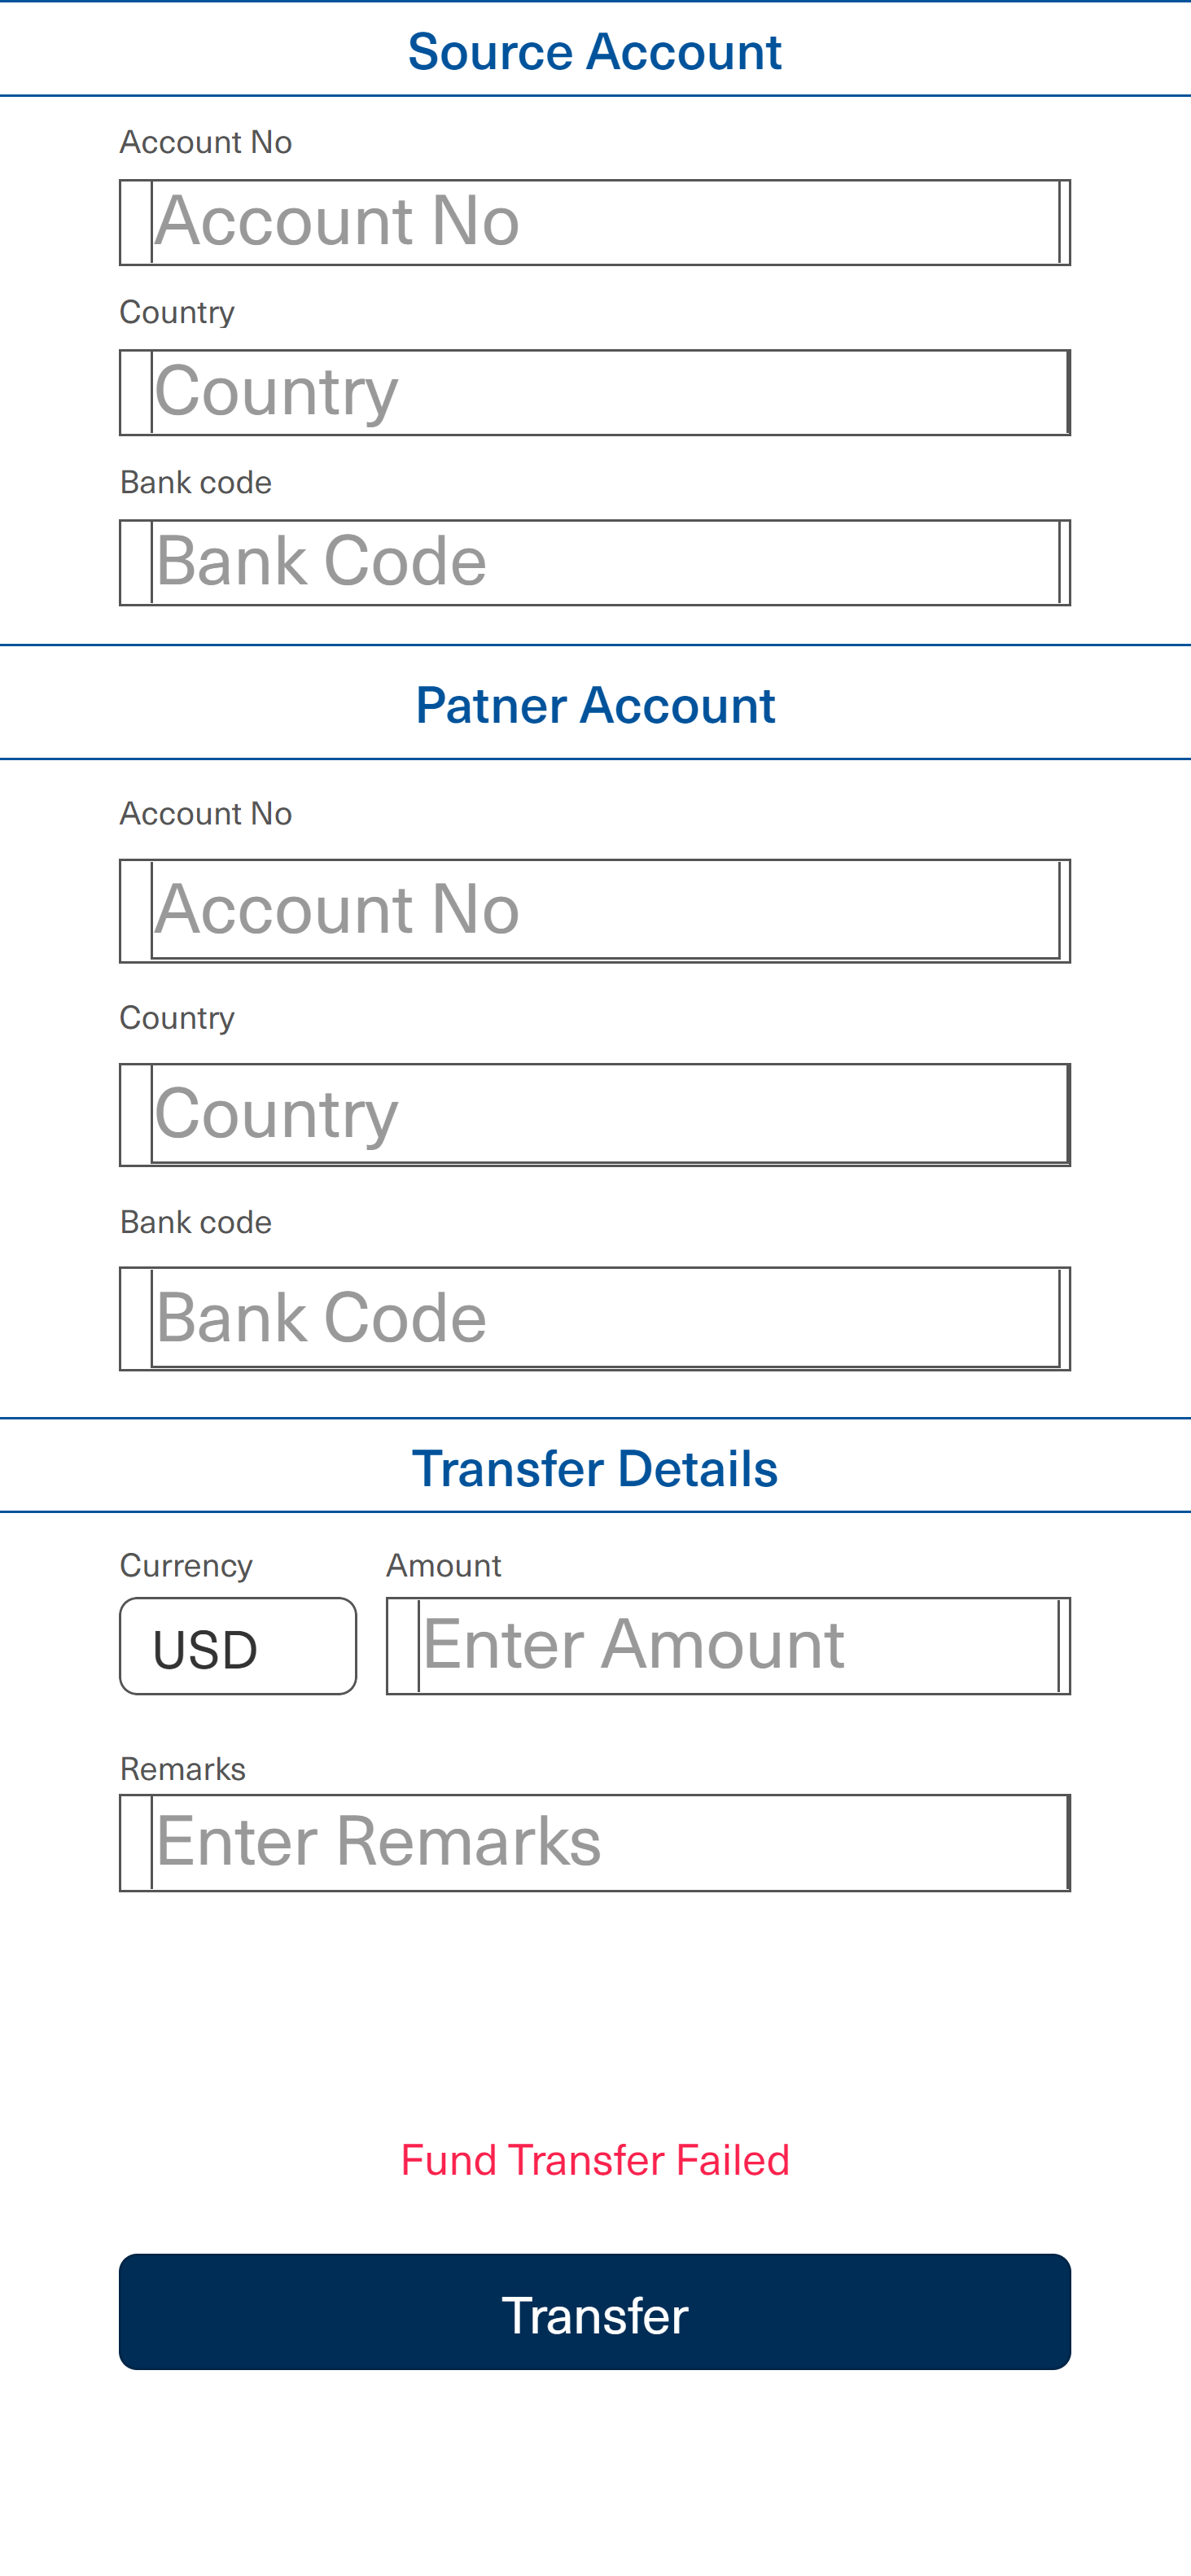 Source Account
Account No
Account No
Country
Country
Bank code
Bank Code
Patner Account
Account No
Account No
Country
Country
Bank code
Bank Code
Transfer Details
Currency Amount
USD Enter Amount
Remarks
Enter Remarks
Fund Transfer Failed
Transfer